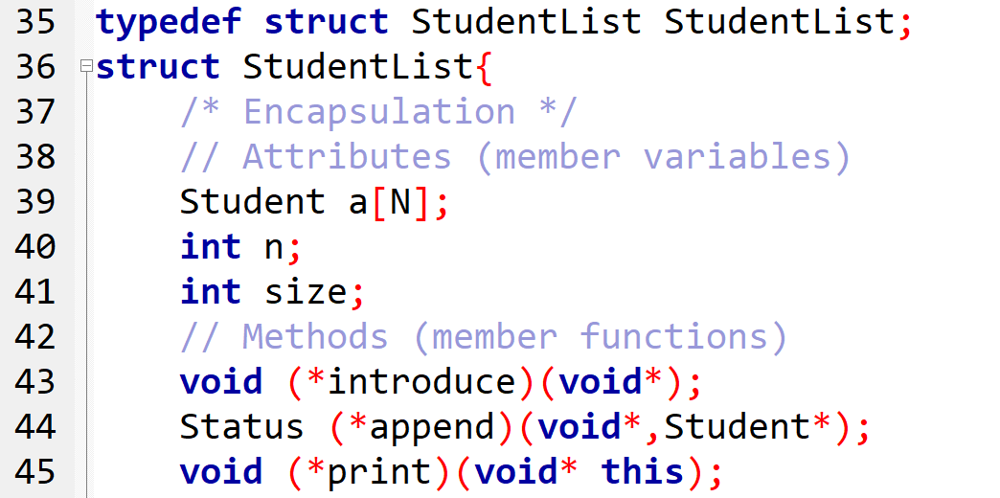 35 typedef struct StudentList StudentList;
36 struct StudentList{
37 /* Encapsulation */
38 // Attributes (member variables)
39 Student a[N];
40 int n;
41 int size;
42 // Methods (member functions)
43 void (*introduce)(void*);
44 Status (*append)(void*,Student*);
45 void (*print)(void* this);